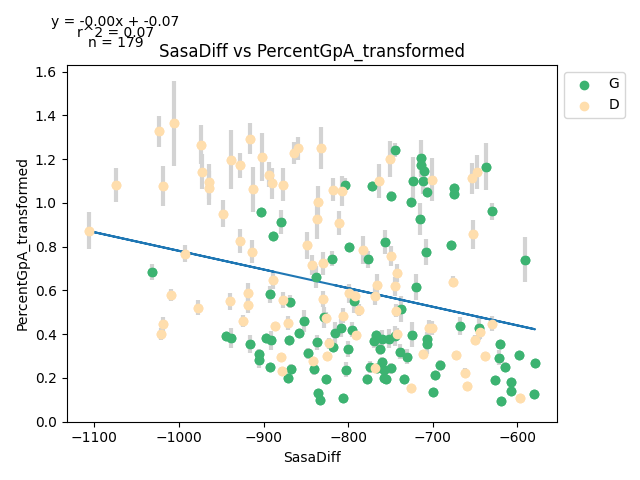 y = -0.00x + -0.07
r^2 = 0.07
n = 179
SasaDiff vs PercentGpA_transformed
G
D
PercentGpA_transformed
1.6
1.4
1.2
1.0
0.8
0.6
0.4
0.2
0.0
−1100 −1000 −900 −800 −700 −600
SasaDiff